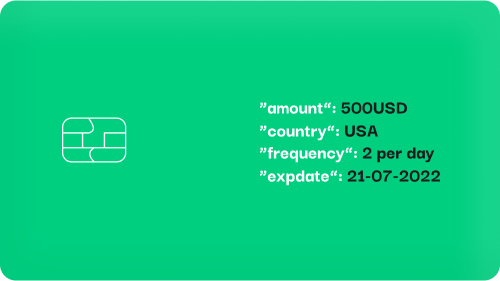 ”amount“: 500USD
”country“: USA
”frequency“: 2 per day
”expdate“: 21-07-2022